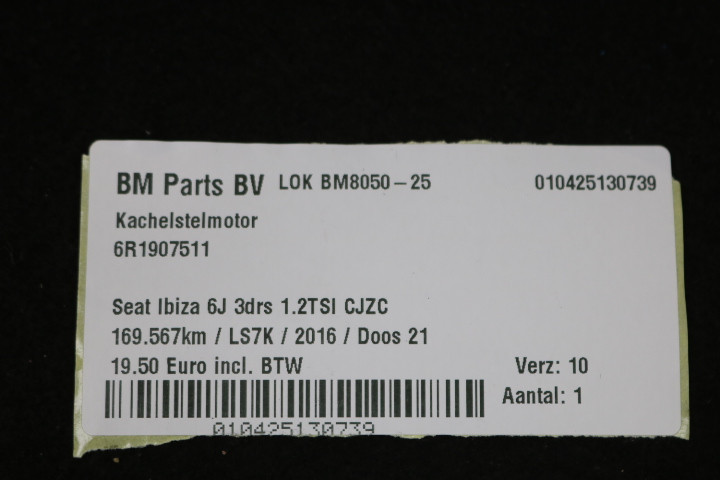 BM Parts BV LOK BM8050-25 010425130739
Kachelstelmotor
6R1907511
Seat Ibiza 6J 3drs 1.2TSI CJZC
169.567km / LS7K / 2016 / Doos 21
19.50 Euro incl. BTW Verz: 10
Aantal: 1
010425130739